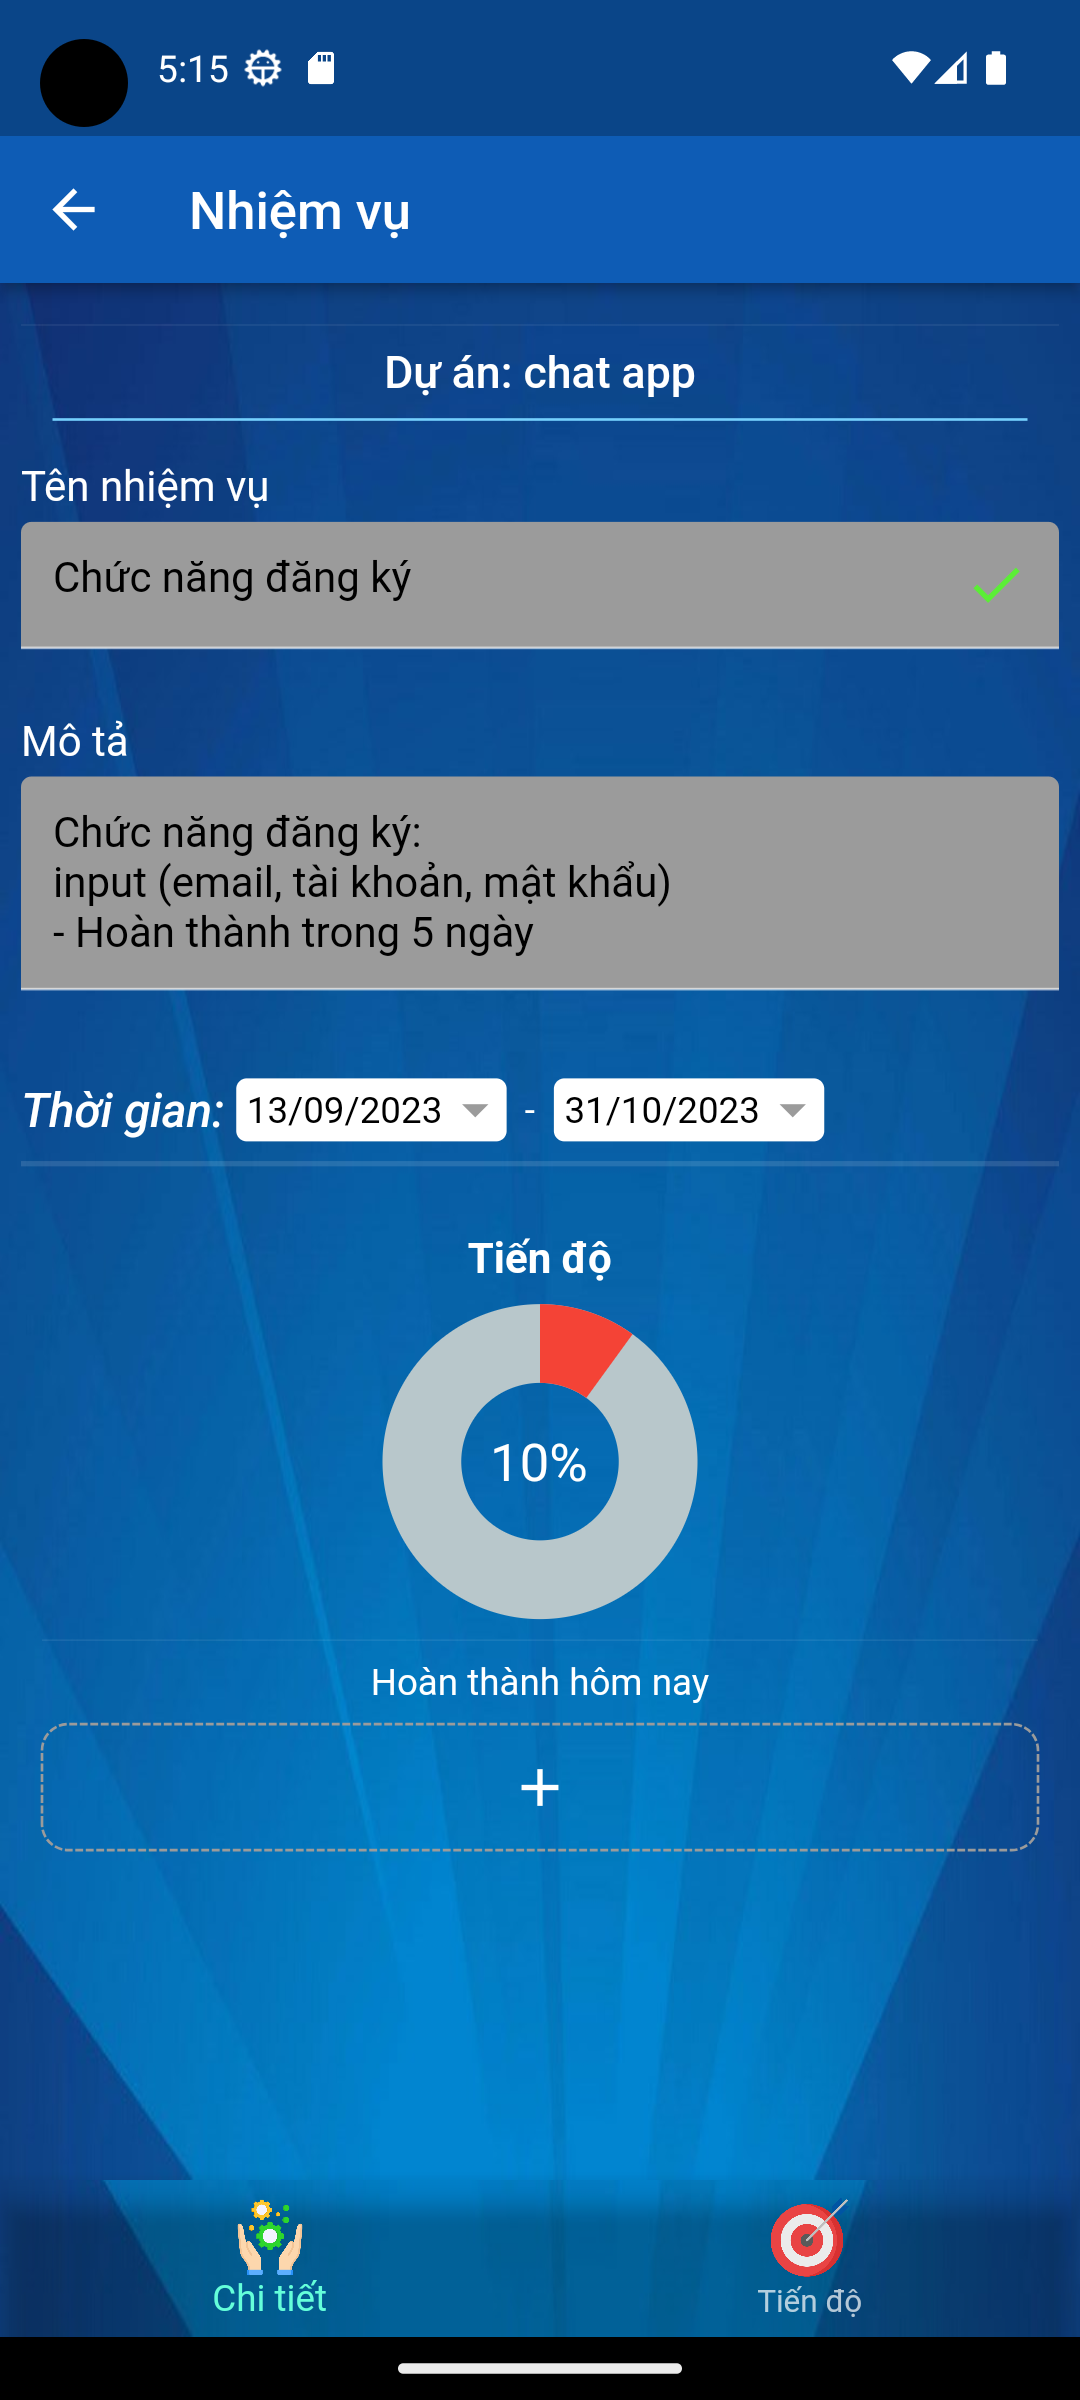 5:15
Nhiệm vụ
Dự án: chat app
Tên nhiệm vụ
Chức năng đăng ký
Mô tả
Chức năng đăng ký:
input (email, tài khoản, mật khẩu)
- Hoàn thành trong 5 ngày
Thời gian: 13/09/2023 - 31/10/2023
Tiến độ
10%
Hoàn thành hôm nay
Chi tiết
Tiến độ